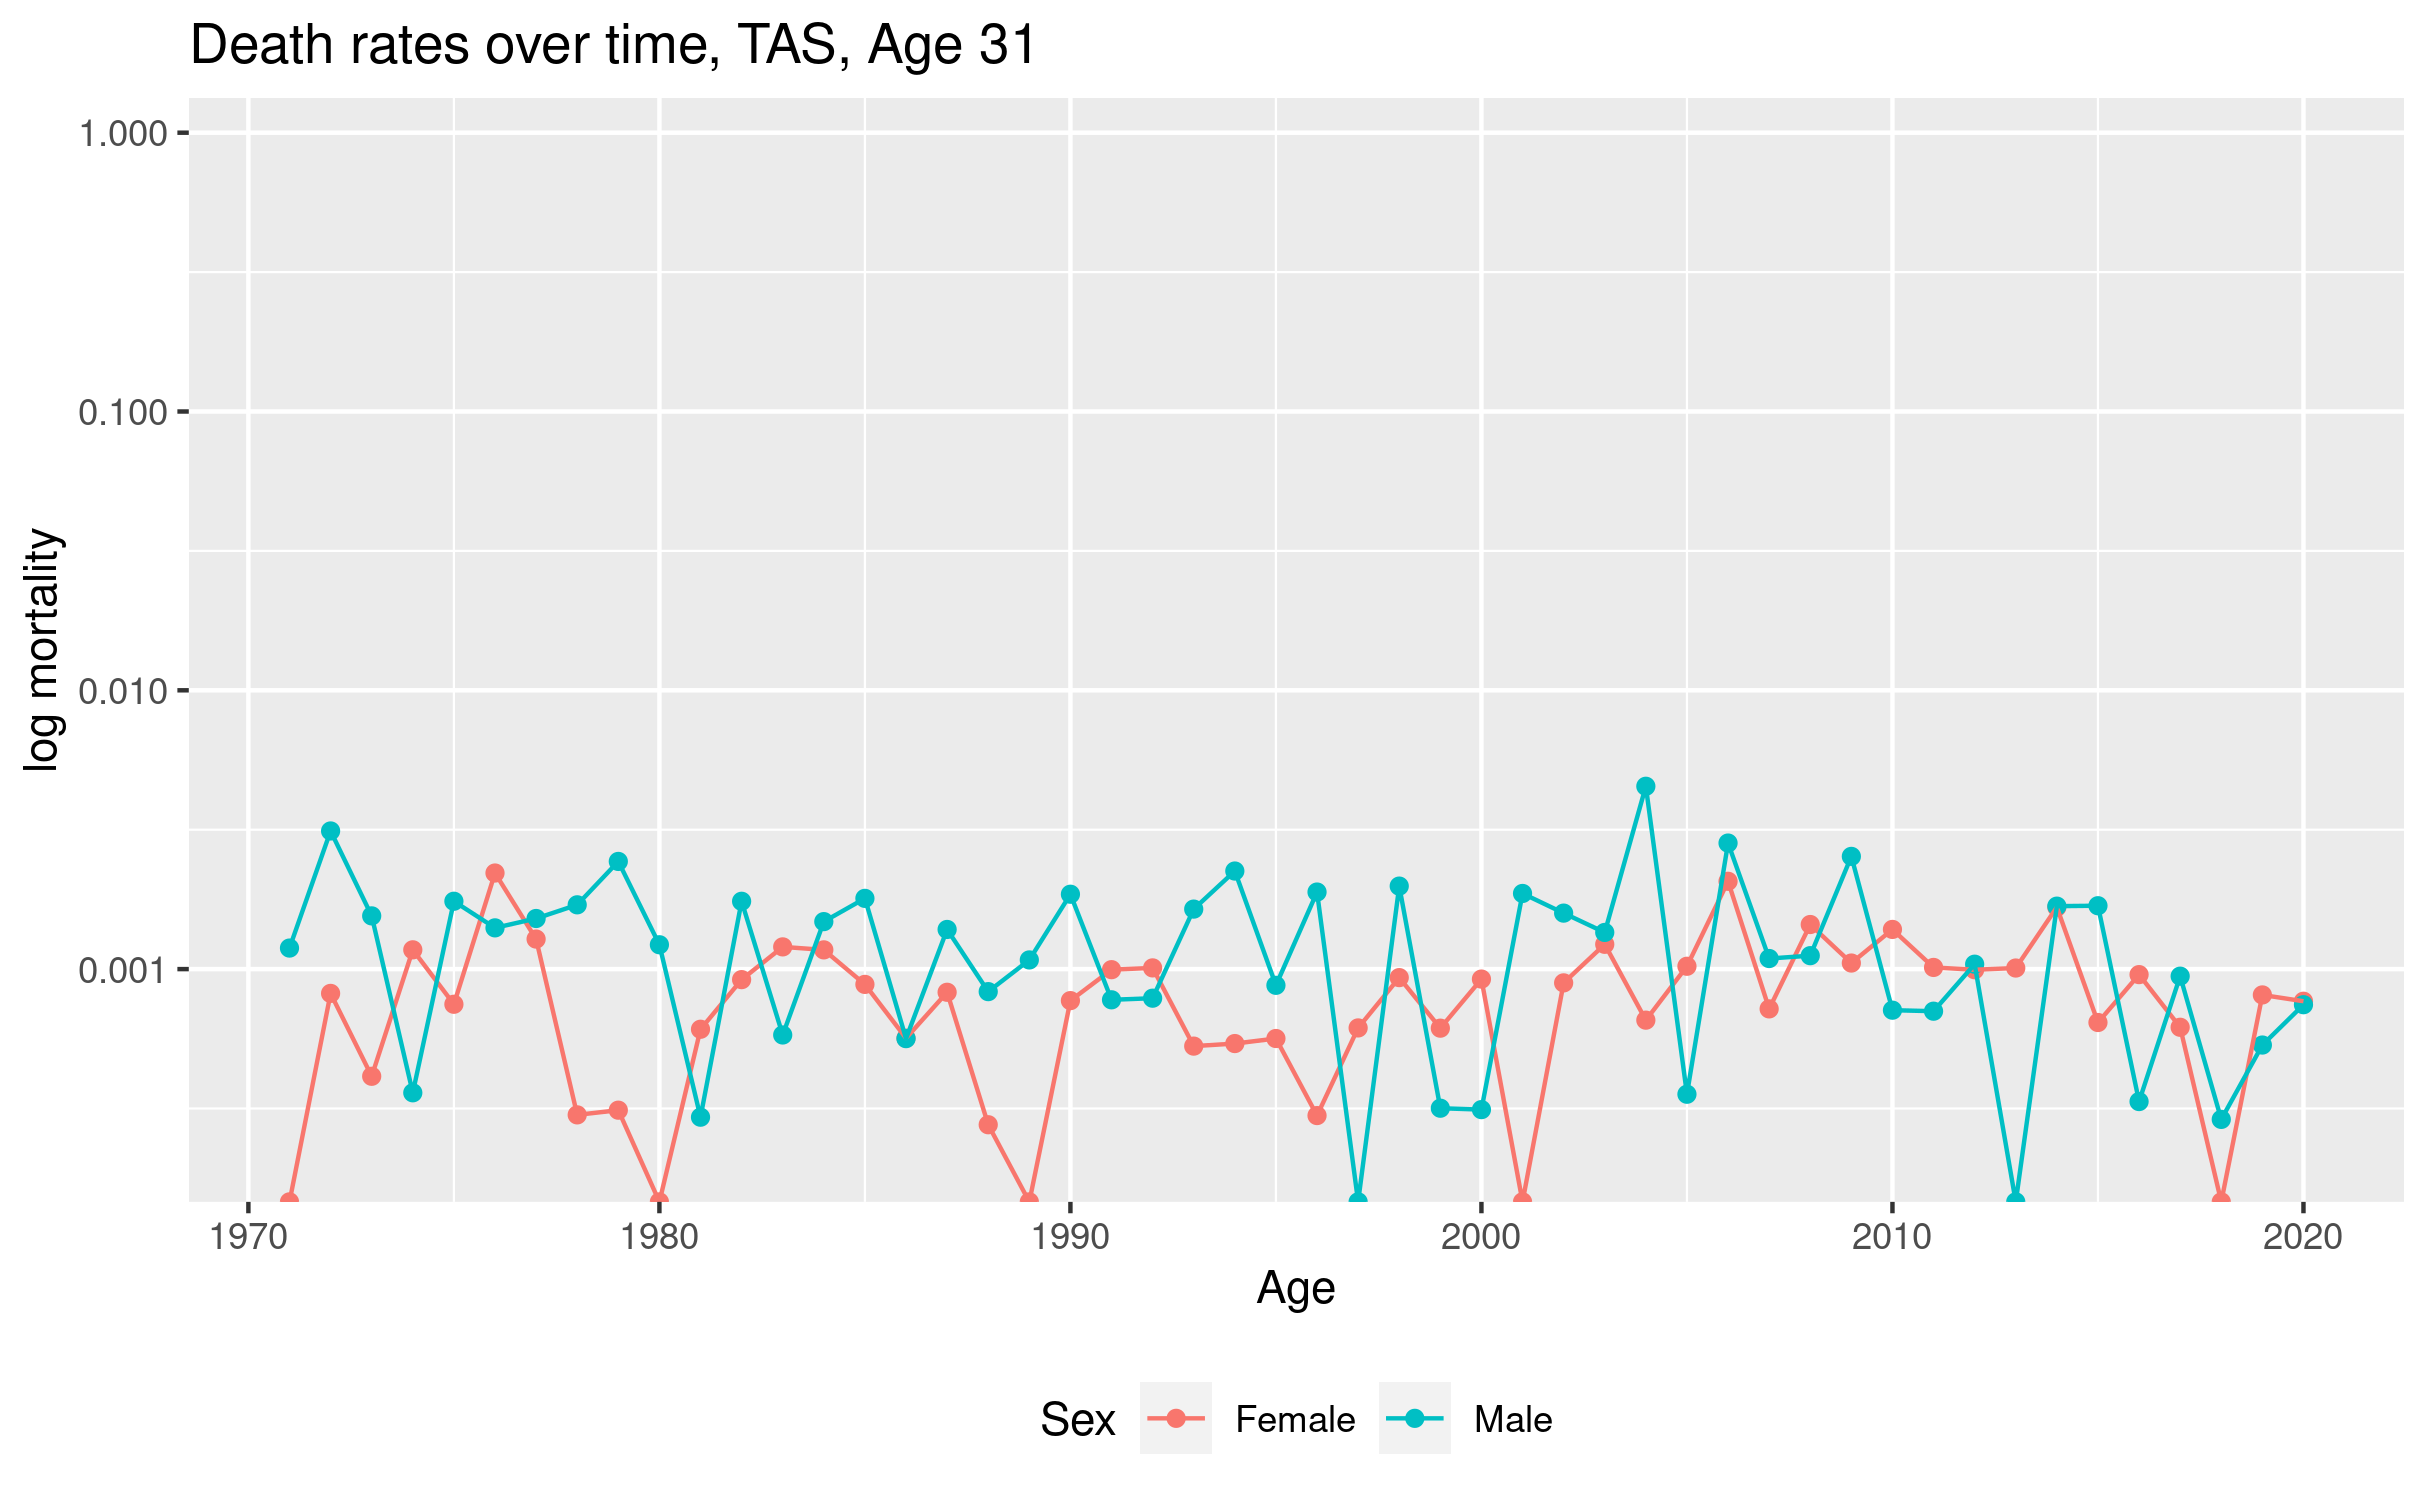 Death rates over time, TAS, Age 31
log mortality
1.000
0.100
0.010
0.001
1970 1980 1990 2000 2010 2020
Age
Sex Female Male